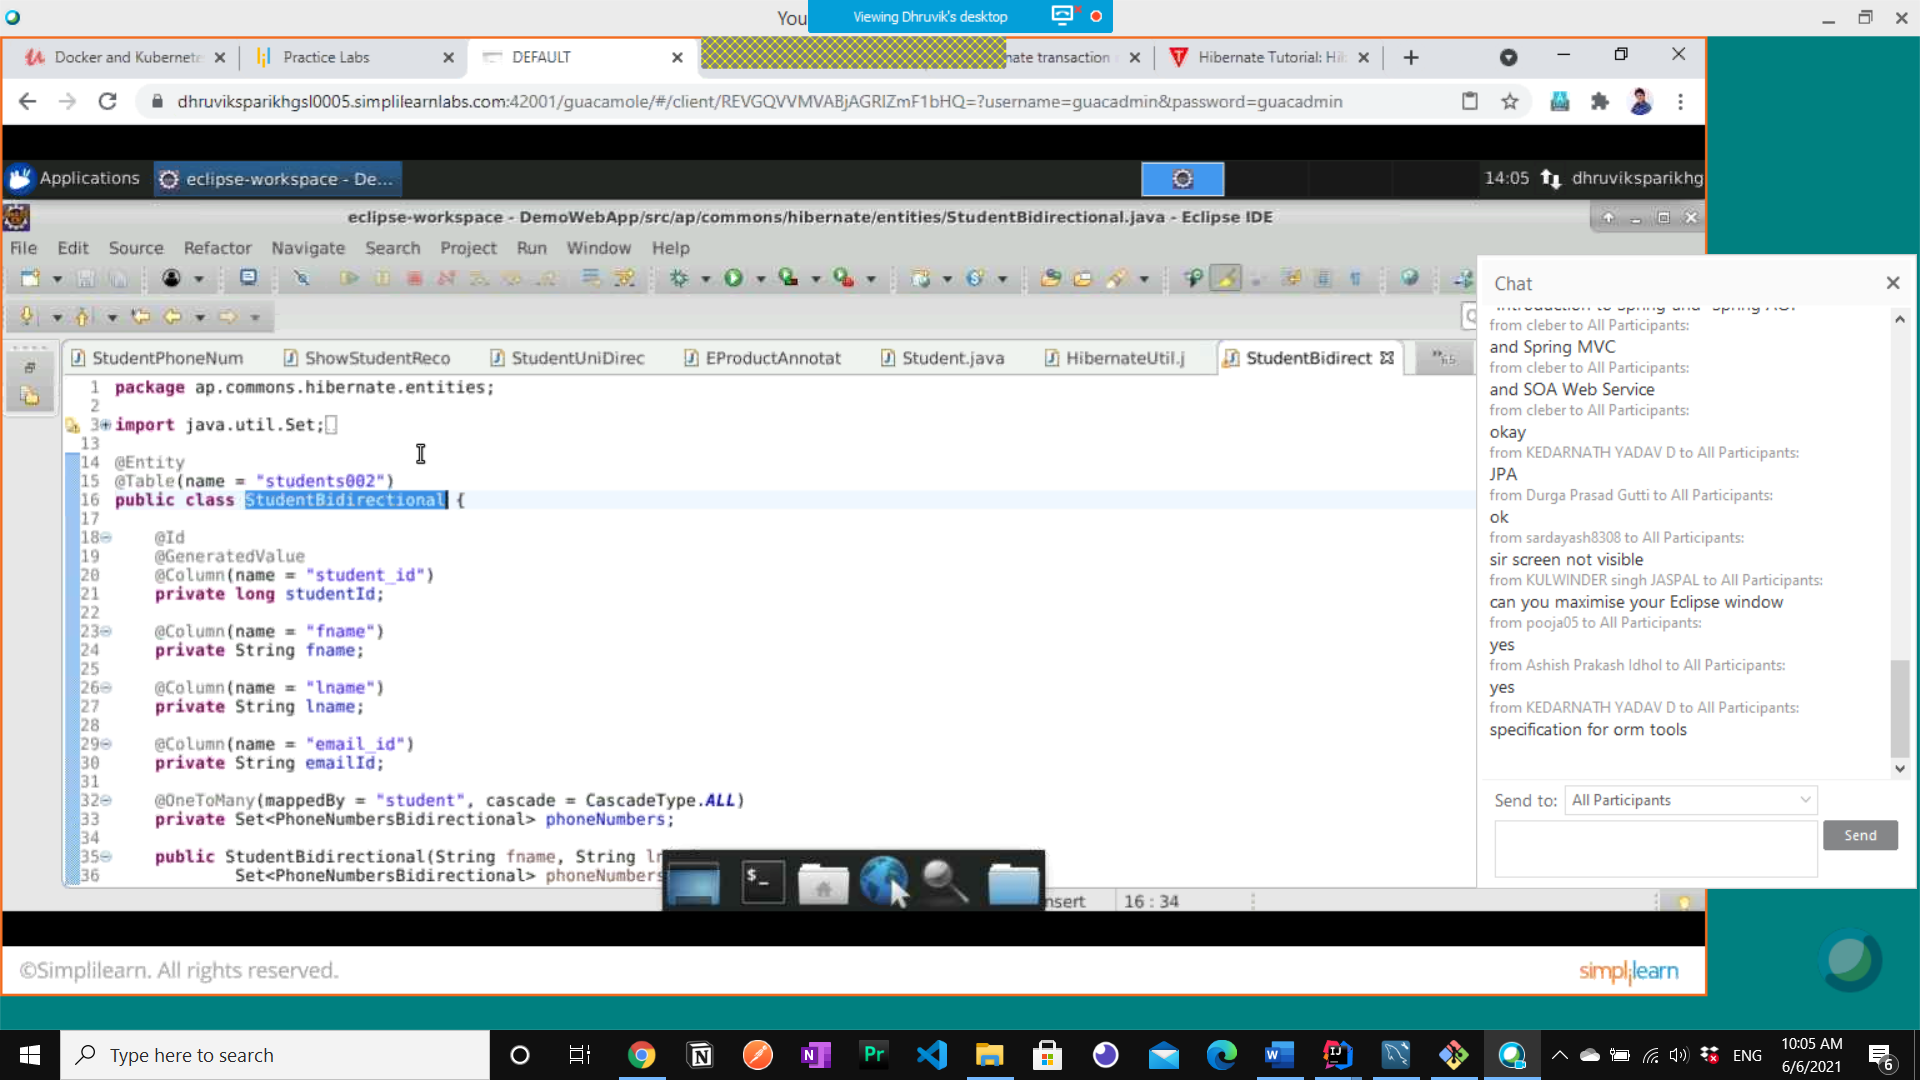 You
Viewing Dhruvik's desktop
Docker and Kubernete
Practice Labs
DEFAULT
nate transaction
Hibernate Tutorial: Hi
dhruviksparikhgsl0005.simplilearnlabs.com:42001/guacamole/#/client/REVGQVVMVABjAGRlZmF1bHQ=?username=guacadmin&password=guacadmin
Applications
eclipse-workspace - De...
14:05
dhruviksparikhg
eclipse-workspace - DemoWebApp/src/ap/commons/hibernate/entities/StudentBidirectional.java - Eclipse IDE
File Edit Source Refactor Navigate Search Project Run Window Help
StudentPhoneNum
ShowStudentReco
StudentUniDirec
EProductAnnotat
Student.java
HibernateUtil.j
StudentBidirect
1 package ap.commons.hibernate.entities;
2
3 import java.util.Set;
13
14 @Entity
15 @Table(name = "students002")
16 public class StudentBidirectional {
17
18 @Id
19 @GeneratedValue
20 @Column(name = "student_id")
21 private long studentId;
22
23 @Column(name = "fname")
24 private String fname;
25
26 @Column(name = "lname")
27 private String lname;
28
29 @Column(name = "email_id")
30 private String emailId;
31
32 @OneToMany(mappedBy = "student", cascade = CascadeType.ALL)
33 private Set<PhoneNumbersBidirectional> phoneNumbers;
34
35 public StudentBidirectional(String fname, String l
36 Set<PhoneNumbersBidirectional> phoneNumbers
nsert
16 : 34
Chat
from cleber to All Participants:
and Spring MVC
from cleber to All Participants:
and SOA Web Service
from cleber to All Participants:
okay
from KEDARNATH YADAV D to All Participants:
JPA
from Durga Prasad Gutti to All Participants:
ok
from sardayash8308 to All Participants:
sir screen not visible
from KULWINDER singh JASPAL to All Participants:
can you maximise your Eclipse window
from pooja05 to All Participants:
yes
from Ashish Prakash Idhol to All Participants:
yes
from KEDARNATH YADAV D to All Participants:
specification for orm tools
Send to: All Participants
Send
©Simplilearn. All rights reserved.
simplilearn
Type here to search
ENG
10:05 AM
6/6/2021
6